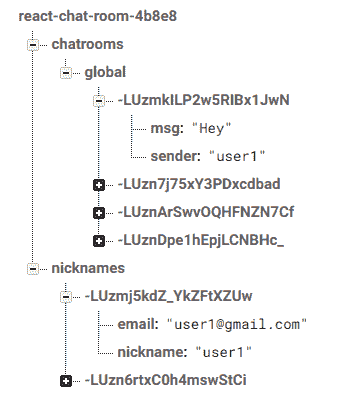 react-chat-room-4b8e8
chatrooms
global
-LUzmkILP2w5RIBx1JwN
msg: "Hey"
sender: "user1"
-LUzn7j75xY3PDxcdbad
-LUznArSwvOQHFNZN7Cf
-LUznDpe1hEpjLCNBHc_
nicknames
-LUzmj5kdZ_YkZFtXZUw
email: "user1@gmail.com"
nickname: "user1"
-LUzn6rtxC0h4mswStCi